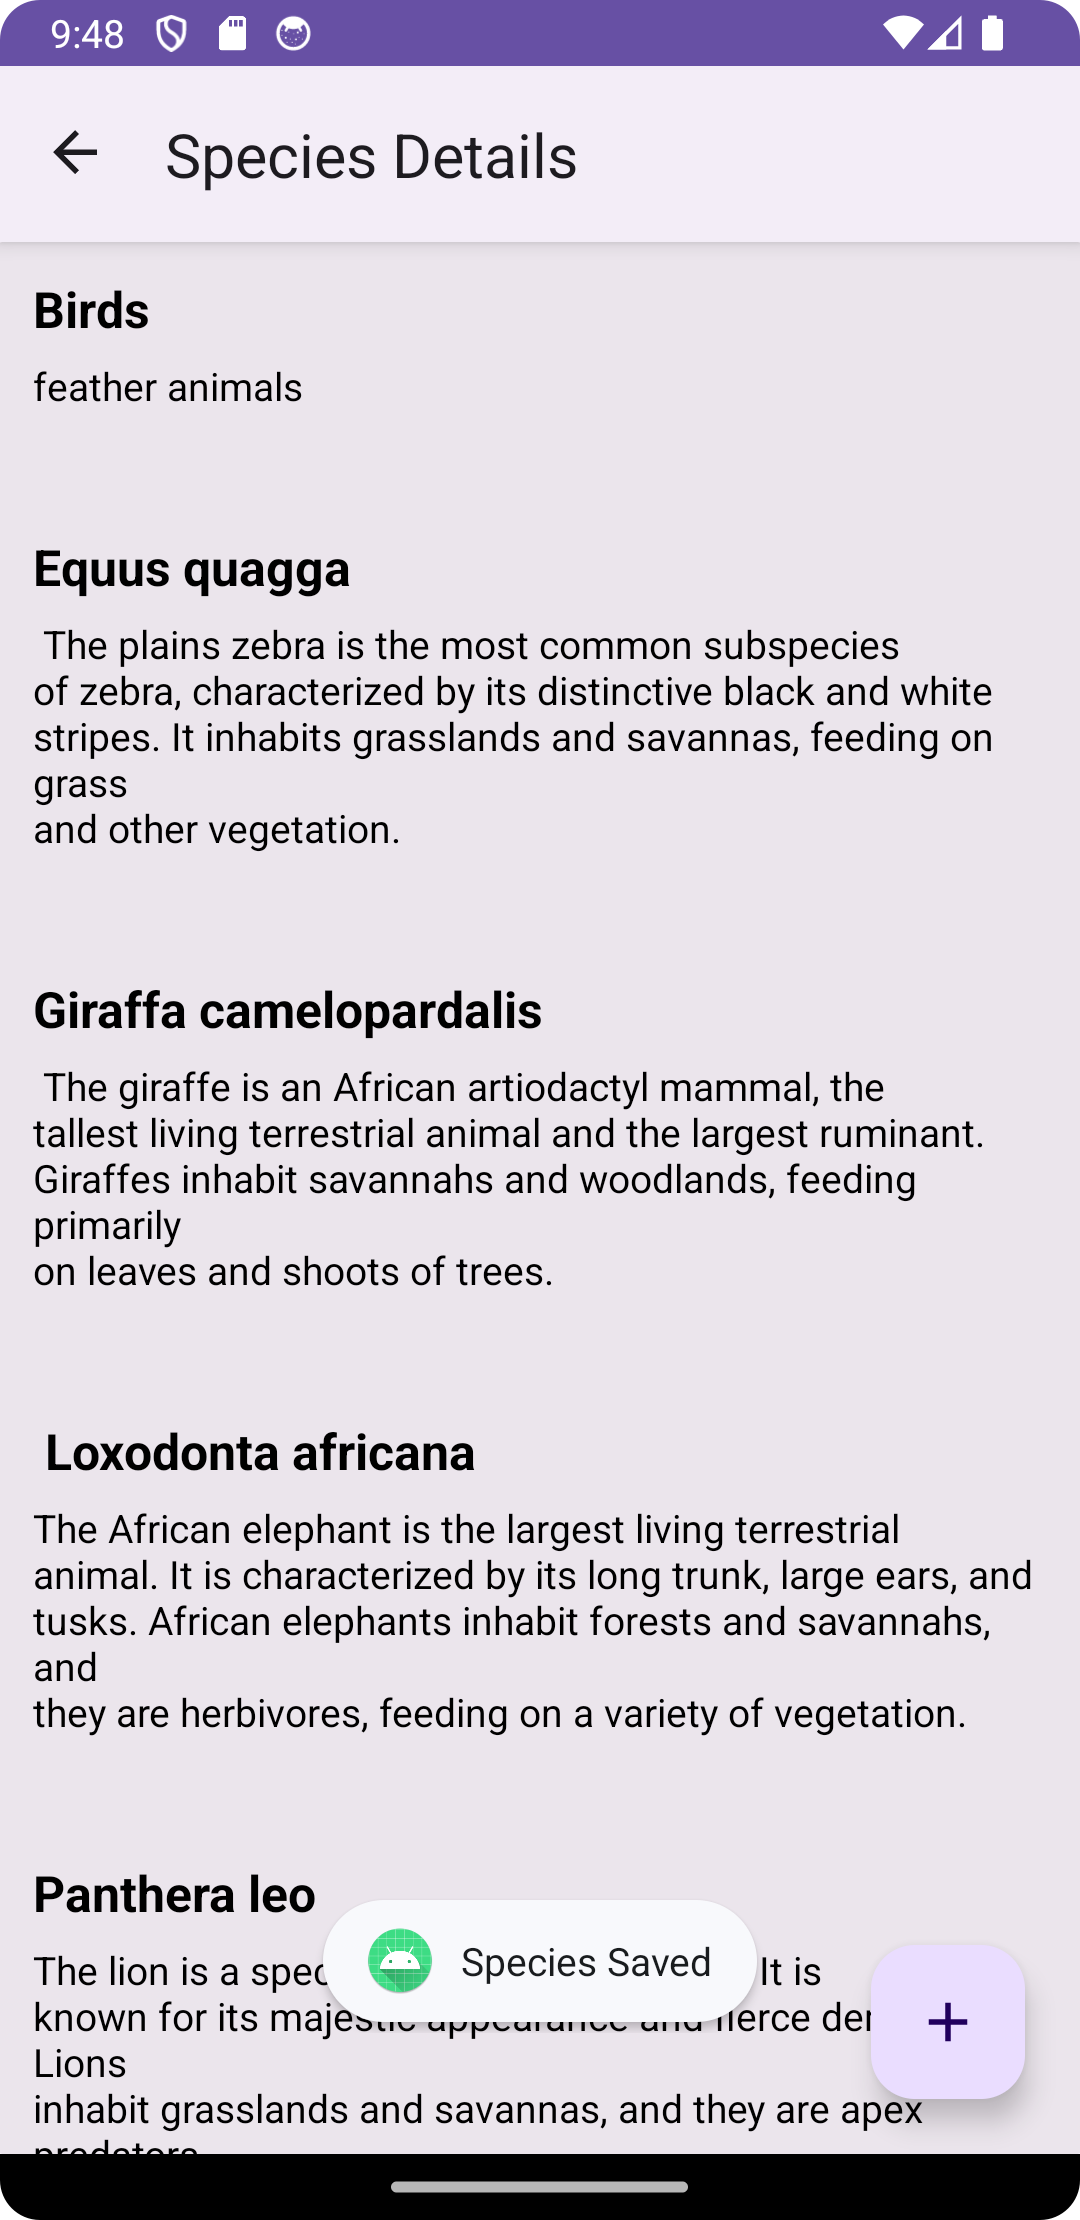 9:48
Species Details
Birds
feather animals
Equus quagga
The plains zebra is the most common subspecies
of zebra, characterized by its distinctive black and white
stripes. It inhabits grasslands and savannas, feeding on
grass
and other vegetation.
Giraffa camelopardalis
The giraffe is an African artiodactyl mammal, the
tallest living terrestrial animal and the largest ruminant.
Giraffes inhabit savannahs and woodlands, feeding
primarily
on leaves and shoots of trees.
Loxodonta africana
The African elephant is the largest living terrestrial
animal. It is characterized by its long trunk, large ears, and
tusks. African elephants inhabit forests and savannahs,
and
they are herbivores, feeding on a variety of vegetation.
Panthera leo
Species Saved
The lion is a It is
known for its majestic appearance and fierce
Lions
inhabit grasslands and savannas, and they are apex
predators